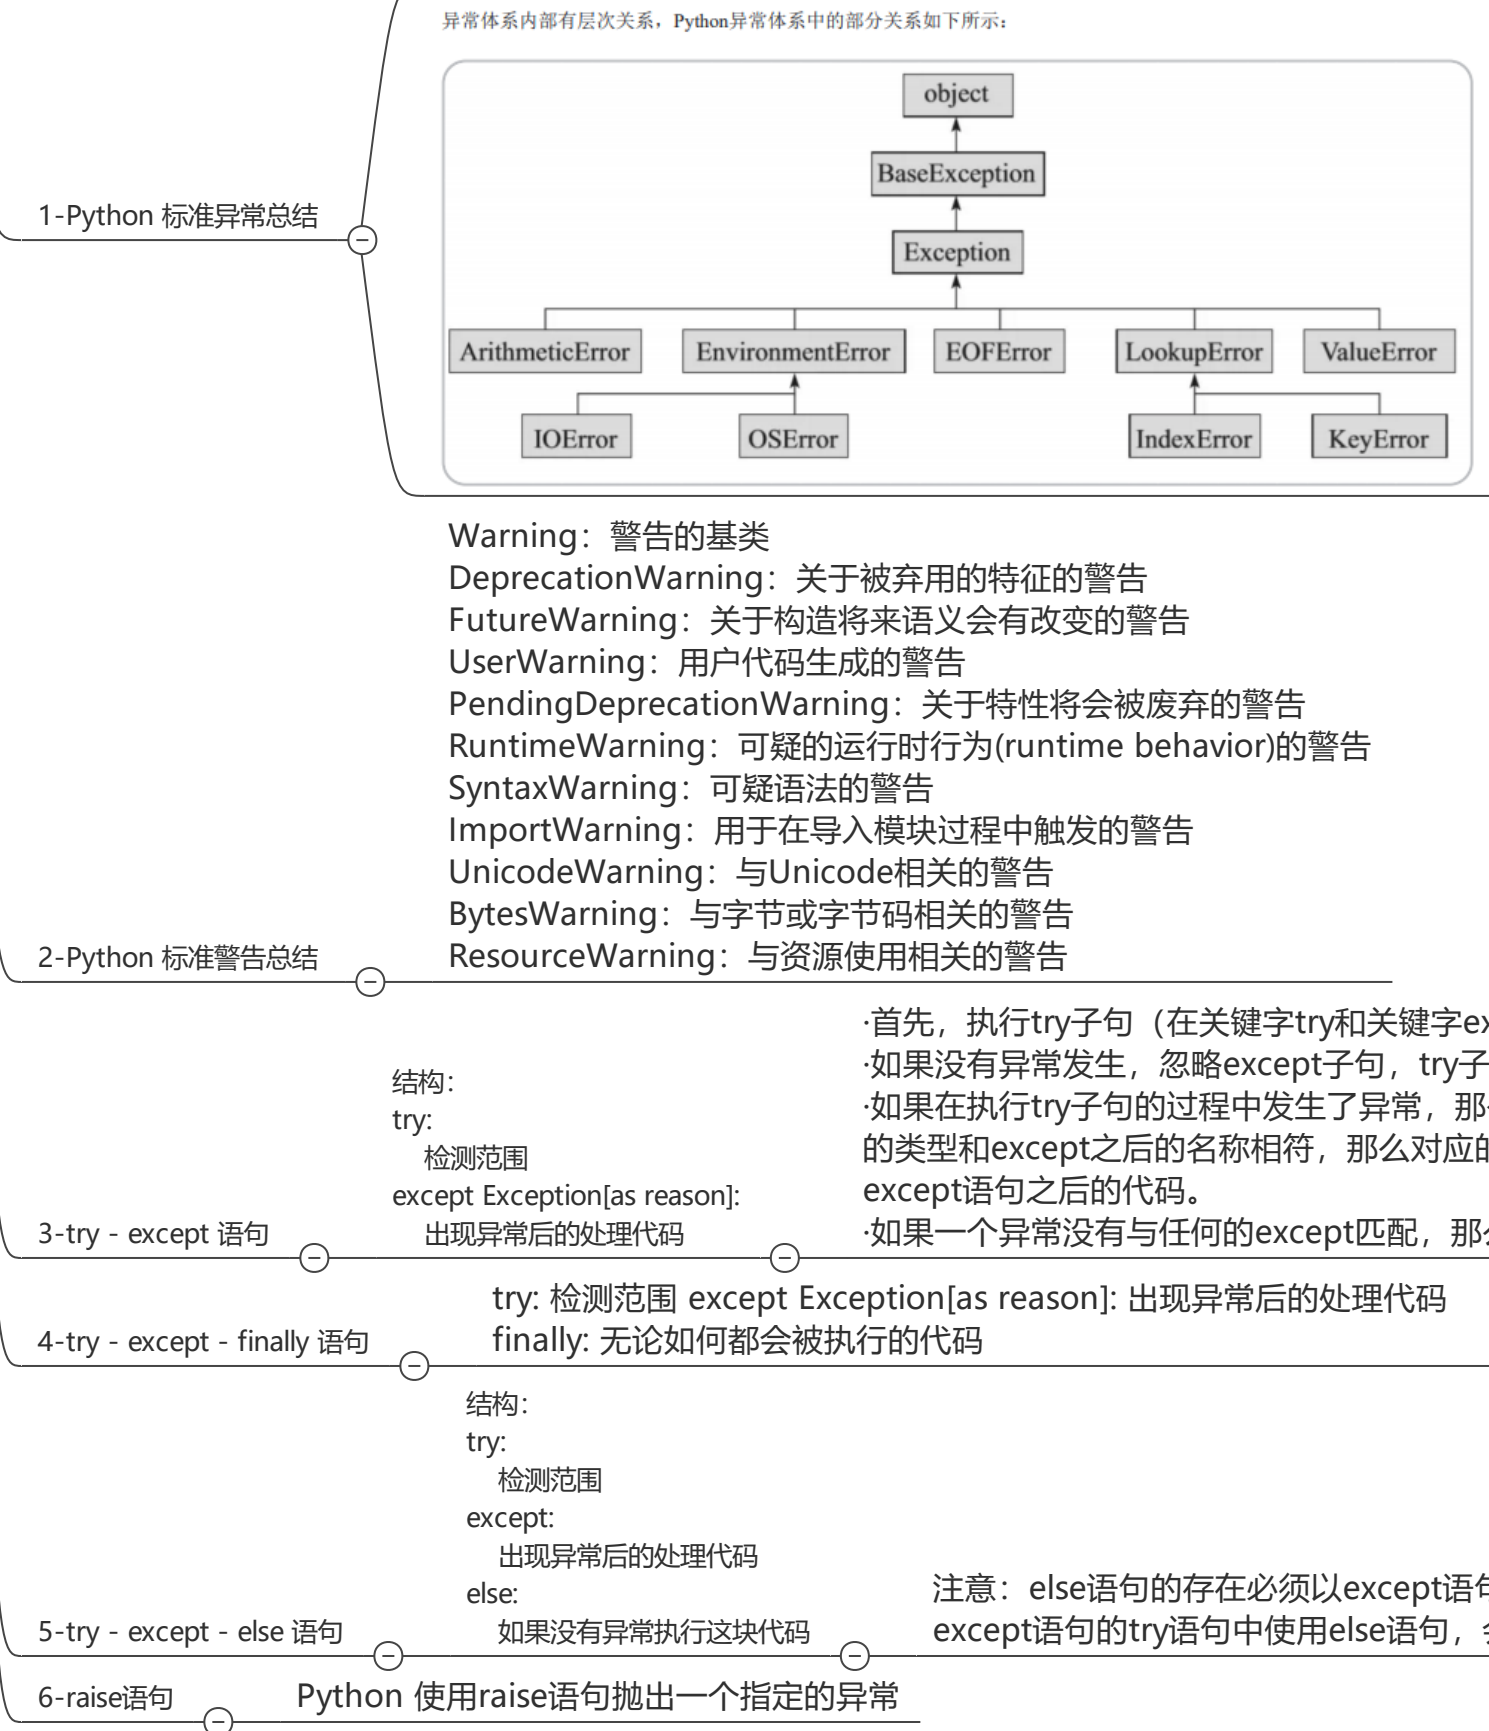 异常体系内部有层次关系，Python异常体系中的部分关系如下所示：
object
BaseException
Exception
ArithmeticError EnvironmentError EOFError LookupError ValueError
IOError OSError IndexError KeyError
1-Python 标准异常总结
Warning：警告的基类
DeprecationWarning：关于被弃用的特征的警告
FutureWarning：关于构造将来语义会有改变的警告
UserWarning：用户代码生成的警告
PendingDeprecationWarning：关于特性将会被废弃的警告
RuntimeWarning：可疑的运行时行为(runtime behavior)的警告
SyntaxWarning：可疑语法的警告
ImportWarning：用于在导入模块过程中触发的警告
UnicodeWarning：与Unicode相关的警告
BytesWarning：与字节或字节码相关的警告
ResourceWarning：与资源使用相关的警告
2-Python 标准警告总结
结构：
try:
检测范围
except Exception[as reason]:
出现异常后的处理代码
3-try - except 语句
·首先，执行try子句（在关键字try和关键字ex
·如果没有异常发生，忽略except子句，try子
·如果在执行try子句的过程中发生了异常，那
的类型和except之后的名称相符，那么对应的
except语句之后的代码。
·如果一个异常没有与任何的except匹配，那么
try: 检测范围 except Exception[as reason]: 出现异常后的处理代码
finally: 无论如何都会被执行的代码
4-try - except - finally 语句
结构：
try:
检测范围
except:
出现异常后的处理代码
else:
如果没有异常执行这块代码
5-try - except - else 语句
注意：else语句的存在必须以except语句
except语句的try语句中使用else语句，
6-raise语句
Python 使用raise语句抛出一个指定的异常